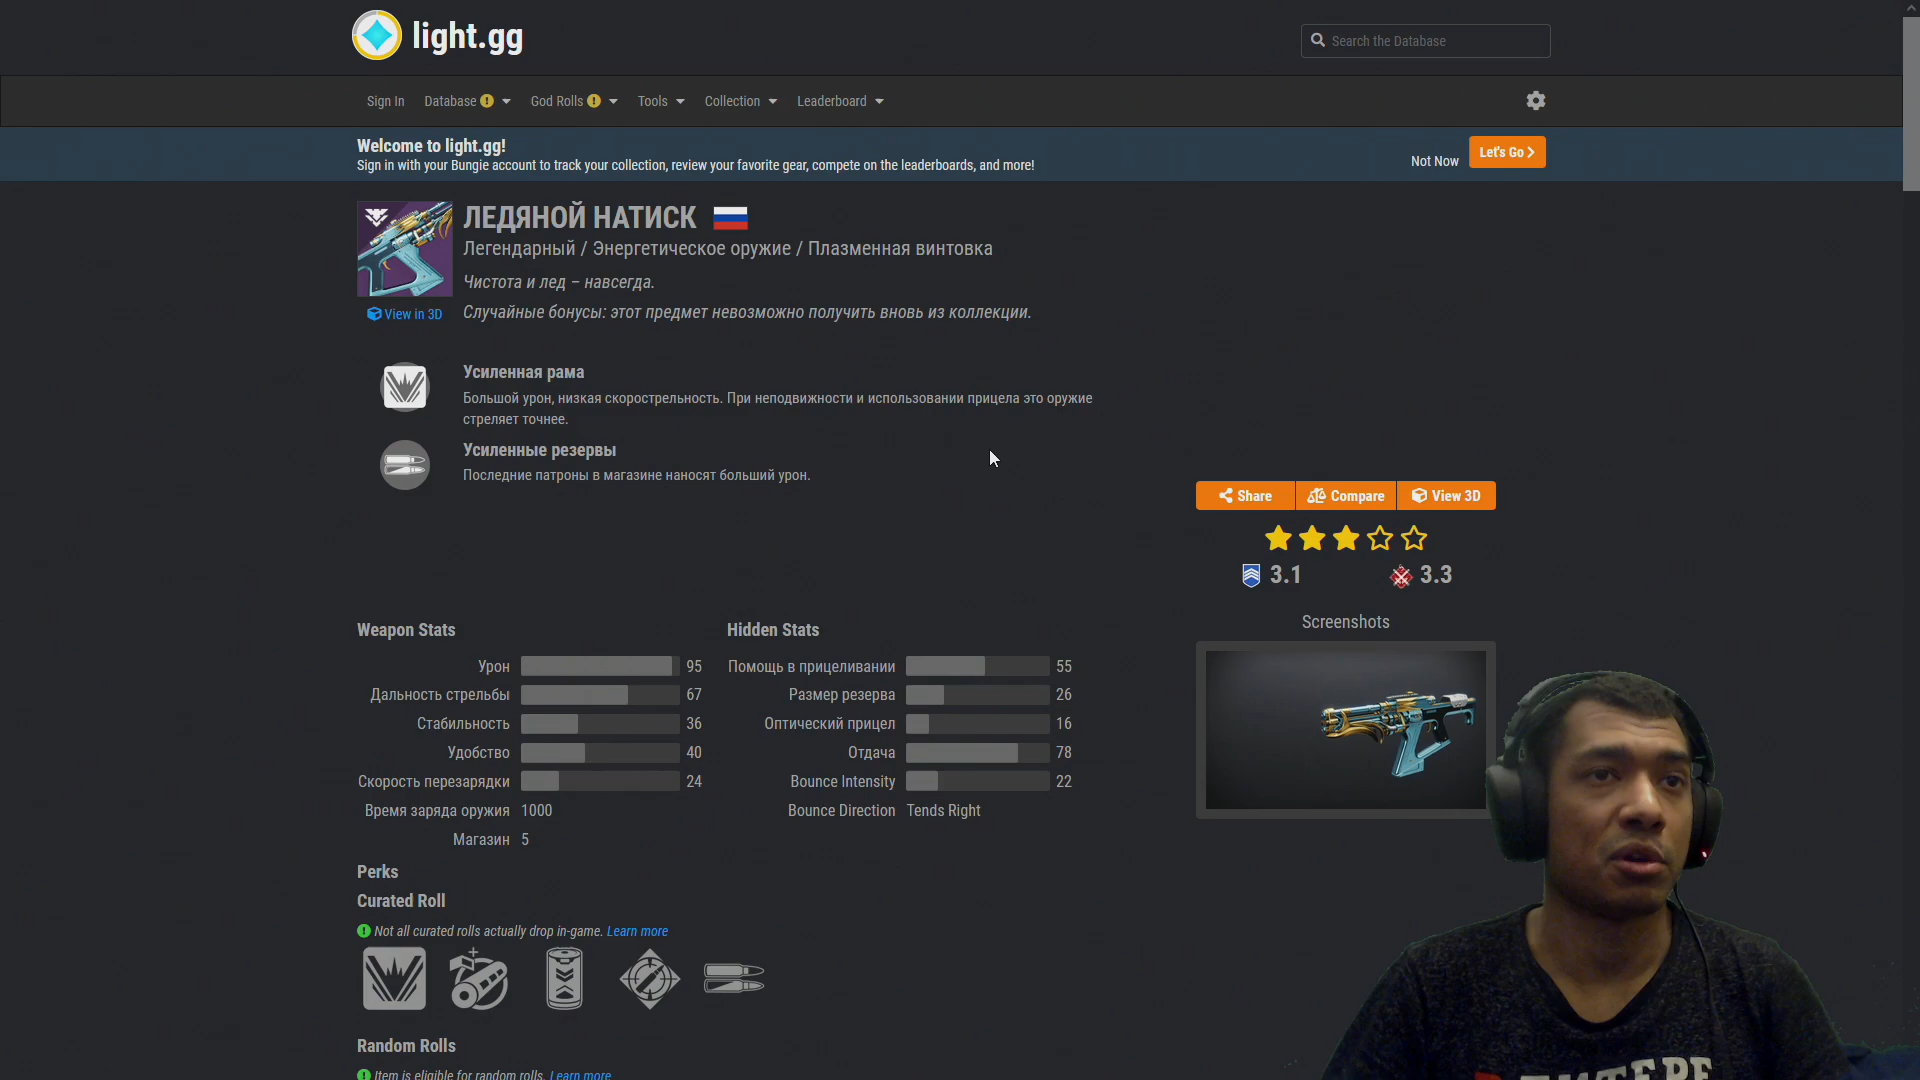 light.gg
Search the Database
Sign In
Database
God Rolls
Tools
Collection
Leaderboard
Welcome to light.gg!
Sign in with your Bungie account to track your collection, review your favorite gear, compete on the leaderboards, and more!
Not Now
Let's Go
ЛЕДЯНОЙ НАТИСК
Легендарный / Энергетическое оружие / Плазменная винтовка
Чистота и лед – навсегда.
View in 3D
Случайные бонусы: этот предмет невозможно получить вновь из коллекции.
Усиленная рама
Большой урон, низкая скорострельность. При неподвижности и использовании прицела это оружие
стреляет точнее.
Усиленные резервы
Последние патроны в магазине наносят больший урон.
Share
Compare
View 3D
3.1
3.3
Screenshots
Weapon Stats
Урон 95
Дальность стрельбы 67
Стабильность 36
Удобство 40
Скорость перезарядки 24
Время заряда оружия 1000
Магазин 5
Hidden Stats
Помощь в прицеливании 55
Размер резерва 26
Оптический прицел 16
Отдача 78
Bounce Intensity 22
Bounce Direction Tends Right
Perks
Curated Roll
Not all curated rolls actually drop in-game. Learn more
Random Rolls
Item is eligible for random rolls. Learn more